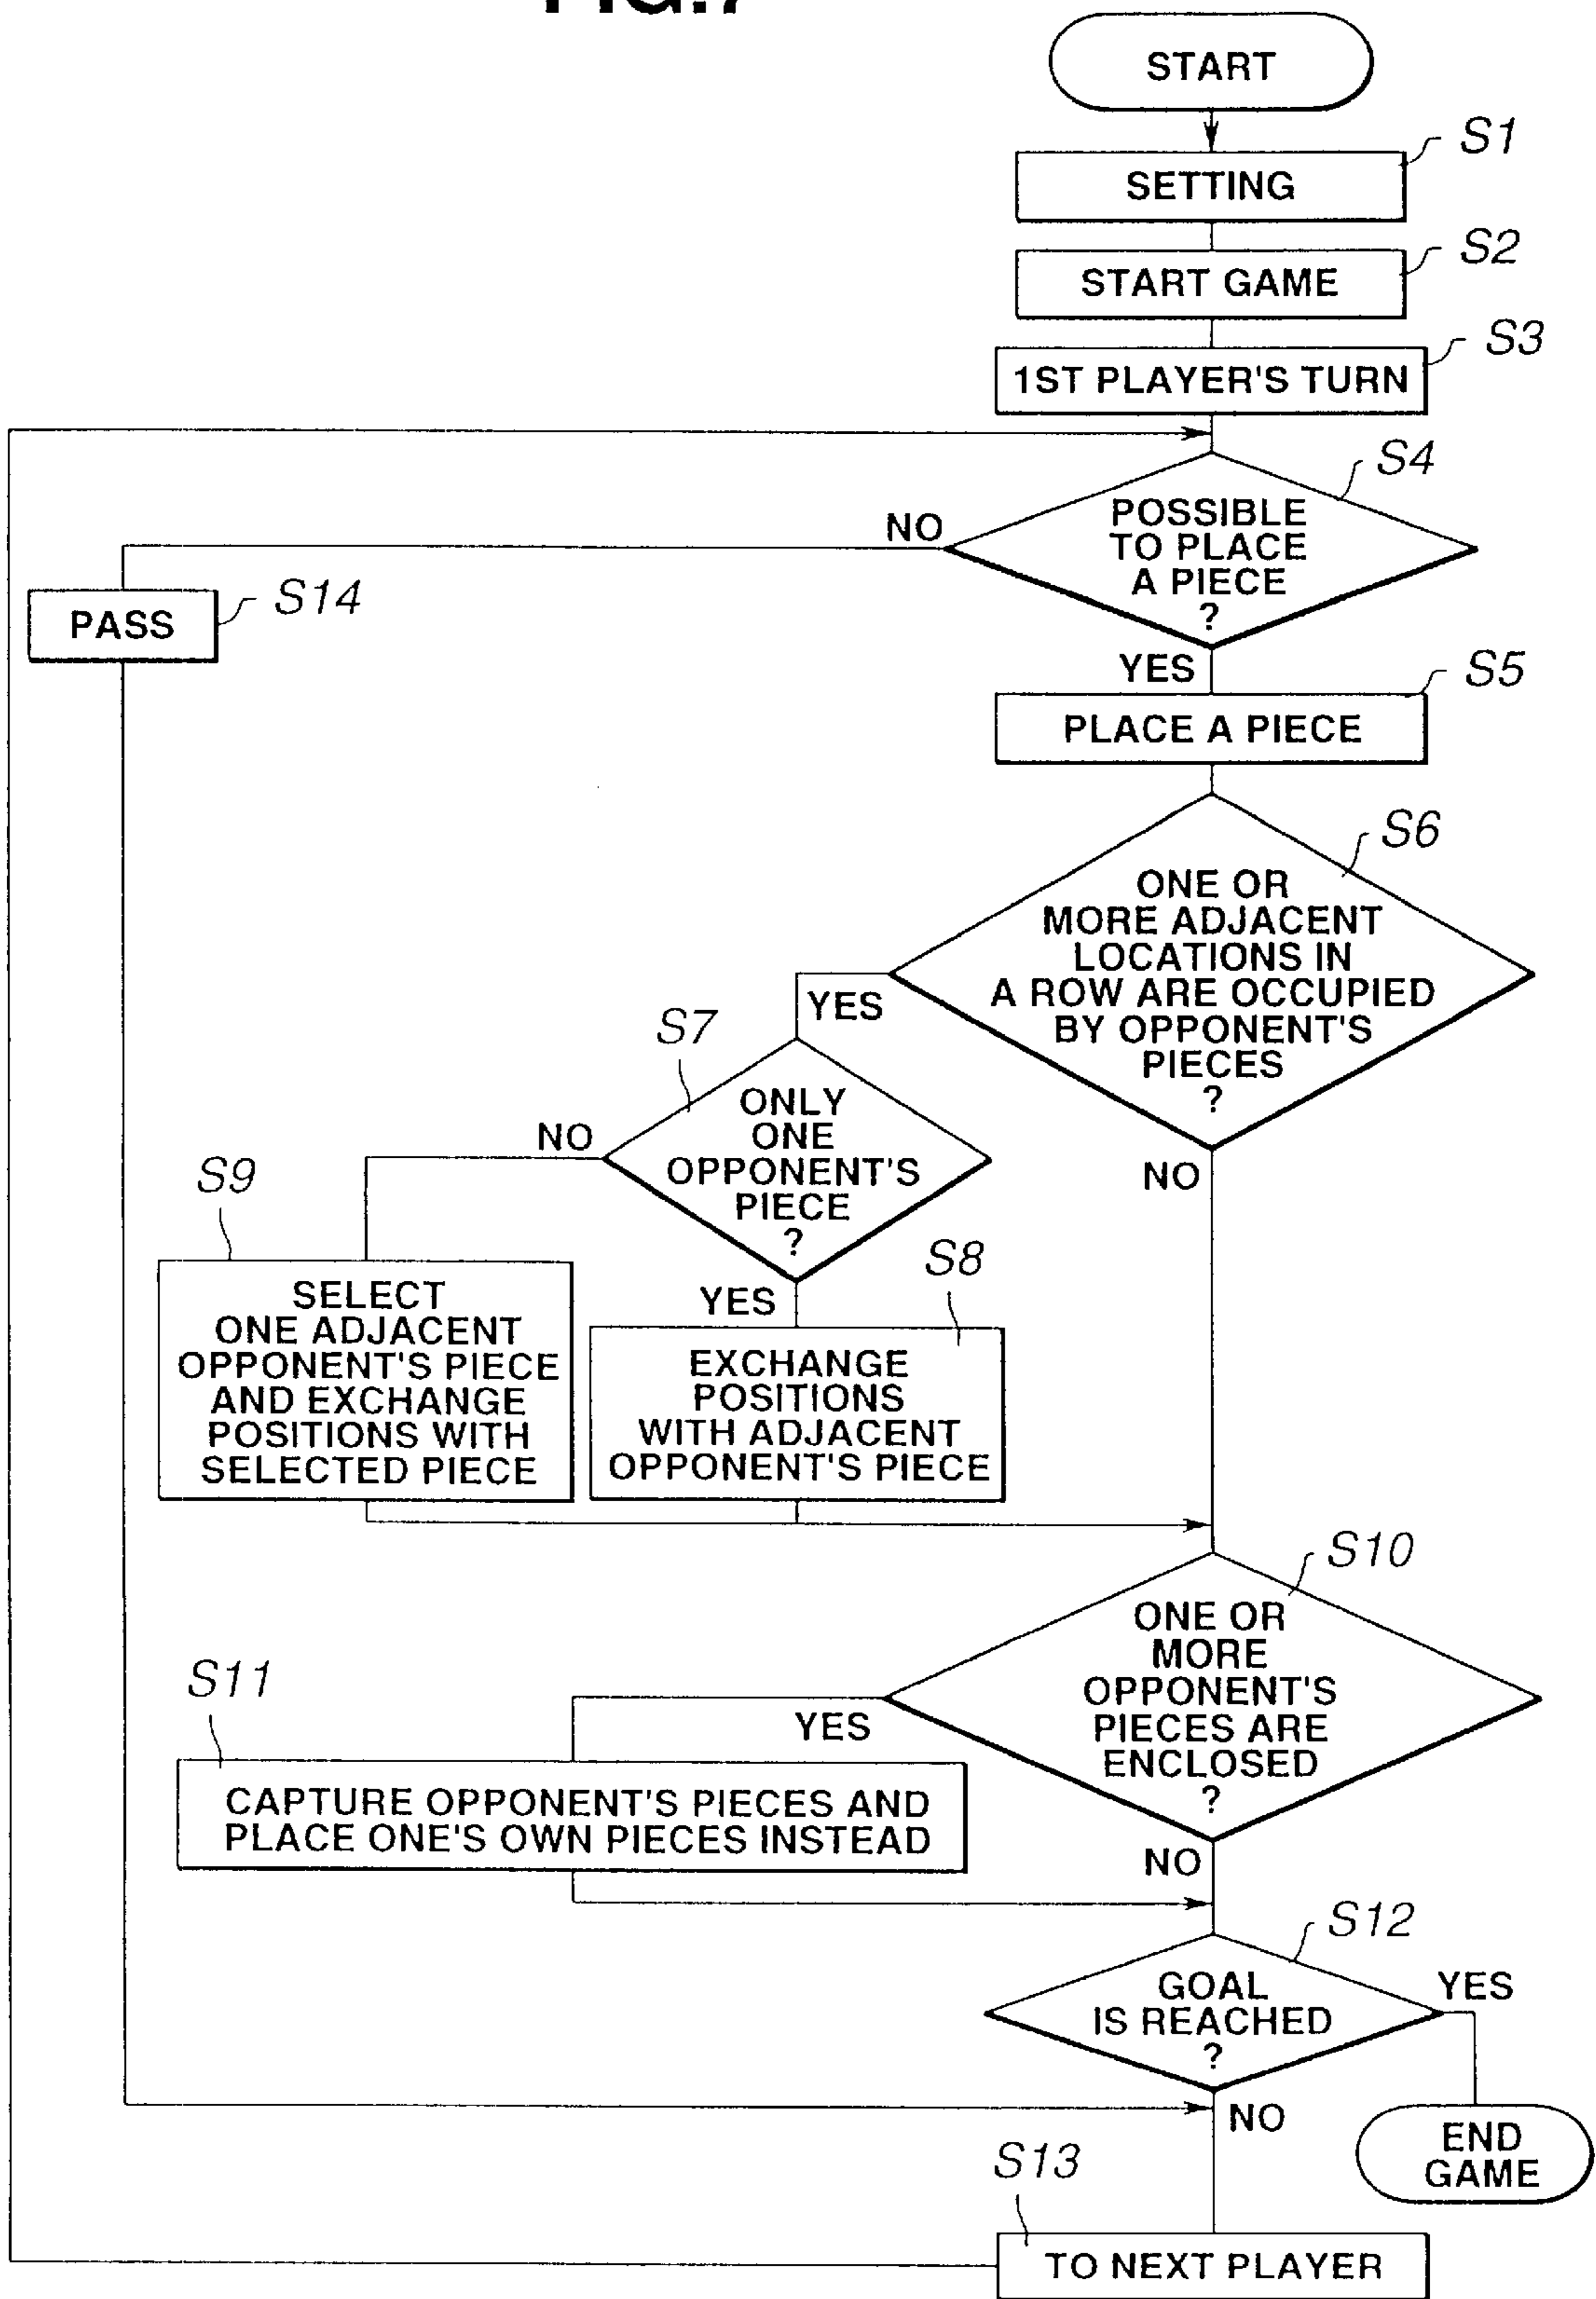 FIG.7
START
S1
SETTING
S2
START GAME
S3
1ST PLAYER'S TURN
S4
POSSIBLE
TO PLACE
A PIECE
?
NO
S14
PASS
YES
S5
PLACE A PIECE
S6
ONE OR
MORE ADJACENT
LOCATIONS IN
A ROW ARE OCCUPIED
BY OPPONENT'S
PIECES
?
YES
NO
S7
ONLY
ONE
OPPONENT'S
PIECE
?
NO
S9
SELECT
ONE ADJACENT
OPPONENT'S PIECE
AND EXCHANGE
POSITIONS WITH
SELECTED PIECE
YES
S8
EXCHANGE
POSITIONS
WITH ADJACENT
OPPONENT'S PIECE
S10
ONE OR
MORE
OPPONENT'S
PIECES ARE
ENCLOSED
?
YES
S11
CAPTURE OPPONENT'S PIECES AND
PLACE ONE'S OWN PIECES INSTEAD
NO
S12
GOAL
IS REACHED
?
YES
NO
END
GAME
S13
TO NEXT PLAYER